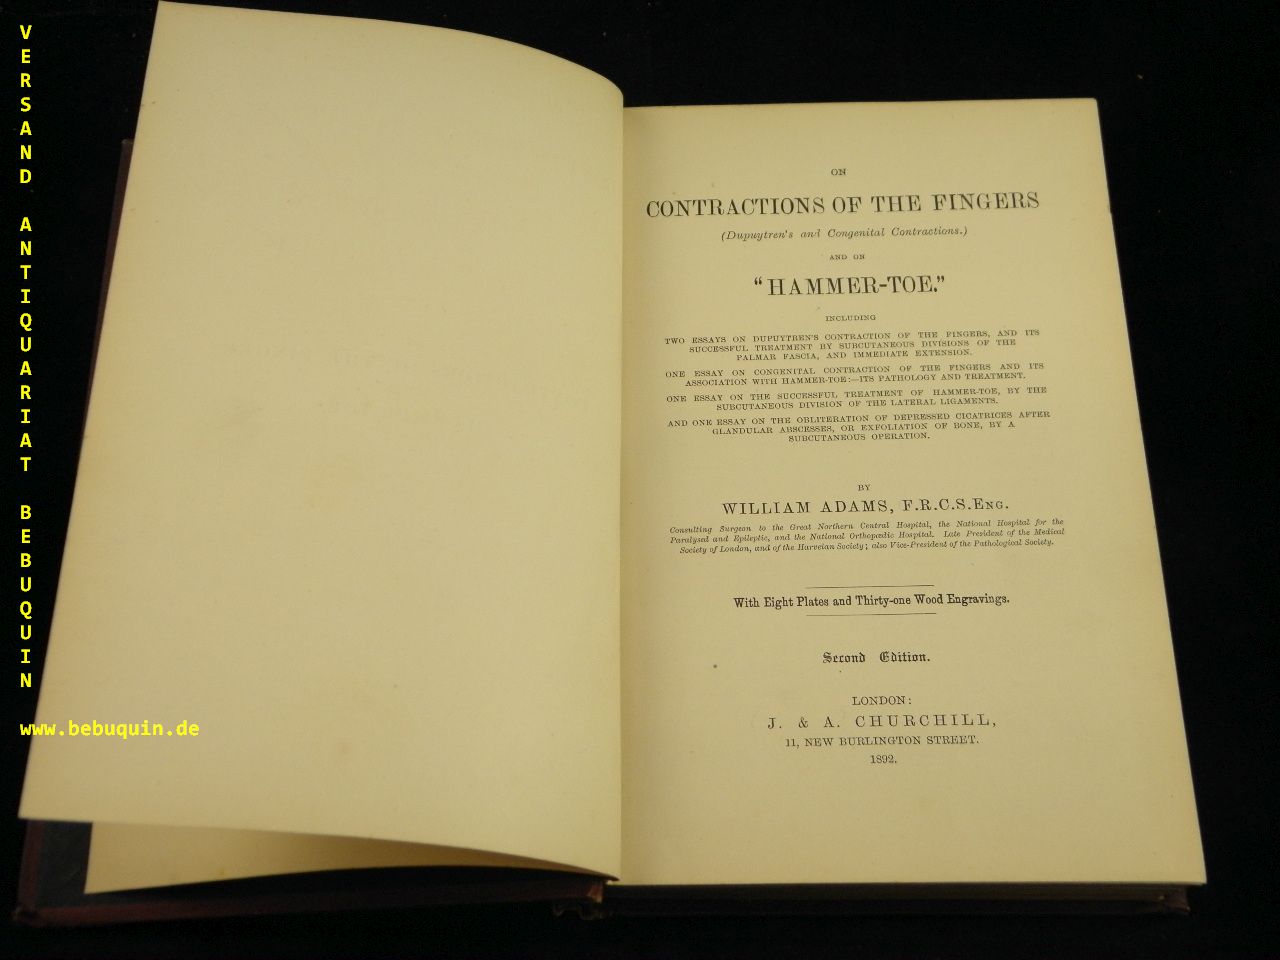 VERSAND ANTIQUARIAT BEBUQUIN
www.bebuquin.de
ON
CONTRACTIONS OF THE FINGERS
(Dupuytren's and Congenital Contractions.)
AND ON
"HAMMER-TOE."
INCLUDING
TWO ESSAYS ON DUPUYTREN'S CONTRACTION OF THE FINGERS, AND ITS
SUCCESSFUL TREATMENT BY SUBCUTANEOUS DIVISIONS OF THE
PALMAR FASCIA, AND IMMEDIATE EXTENSION.
ONE ESSAY ON CONGENITAL CONTRACTION OF THE FINGERS AND ITS
ASSOCIATION WITH HAMMER-TOE:—ITS PATHOLOGY AND TREATMENT.
ONE ESSAY ON THE SUCCESSFUL TREATMENT OF HAMMER-TOE, BY THE
SUBCUTANEOUS DIVISION OF THE LATERAL LIGAMENTS.
AND ONE ESSAY ON THE OBLITERATION OF DEPRESSED CICATRICES AFTER
GLANDULAR ABSCESSES, OR EXFOLIATION OF BONE, BY A
SUBCUTANEOUS OPERATION.
BY
WILLIAM ADAMS, F.R.C.S.Eng.
Consulting Surgeon to the Great Northern Central Hospital, the National Hospital for the
Paralysed and Epileptic, and the National Orthopædic Hospital. Late President of the Medical
Society of London, and of the Harveian Society; also Vice-President of the Pathological Society.
With Eight Plates and Thirty-one Wood Engravings.
Second Edition.
LONDON:
J. & A. CHURCHILL,
11, NEW BURLINGTON STREET.
1892.